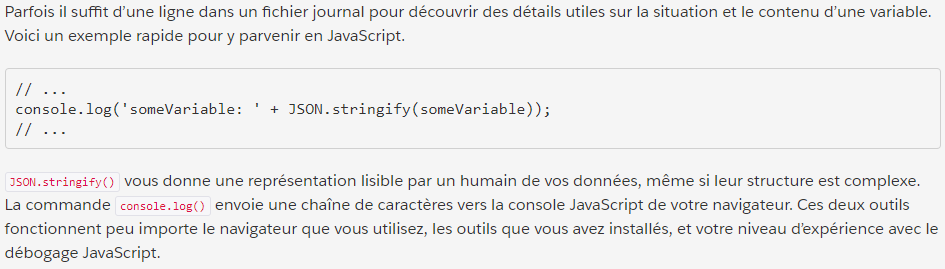 Parfois il suffit d’une ligne dans un fichier journal pour découvrir des détails utiles sur la situation et le contenu d’une variable.
Voici un exemple rapide pour y parvenir en JavaScript.
// ...
console.log('someVariable: ' + JSON.stringify(someVariable));
// ...
JSON.stringify() vous donne une représentation lisible par un humain de vos données, même si leur structure est complexe.
La commande console.log() envoie une chaîne de caractères vers la console JavaScript de votre navigateur. Ces deux outils
fonctionnent peu importe le navigateur que vous utilisez, les outils que vous avez installés, et votre niveau d’expérience avec le
débogage JavaScript.